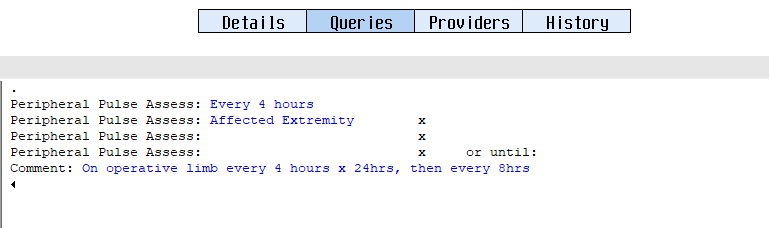 Details Queries Providers History
.
Peripheral Pulse Assess: Every 4 hours
Peripheral Pulse Assess: Affected Extremity x
Peripheral Pulse Assess: x
Peripheral Pulse Assess: x or until:
Comment: On operative limb every 4 hours x 24hrs, then every 8hrs